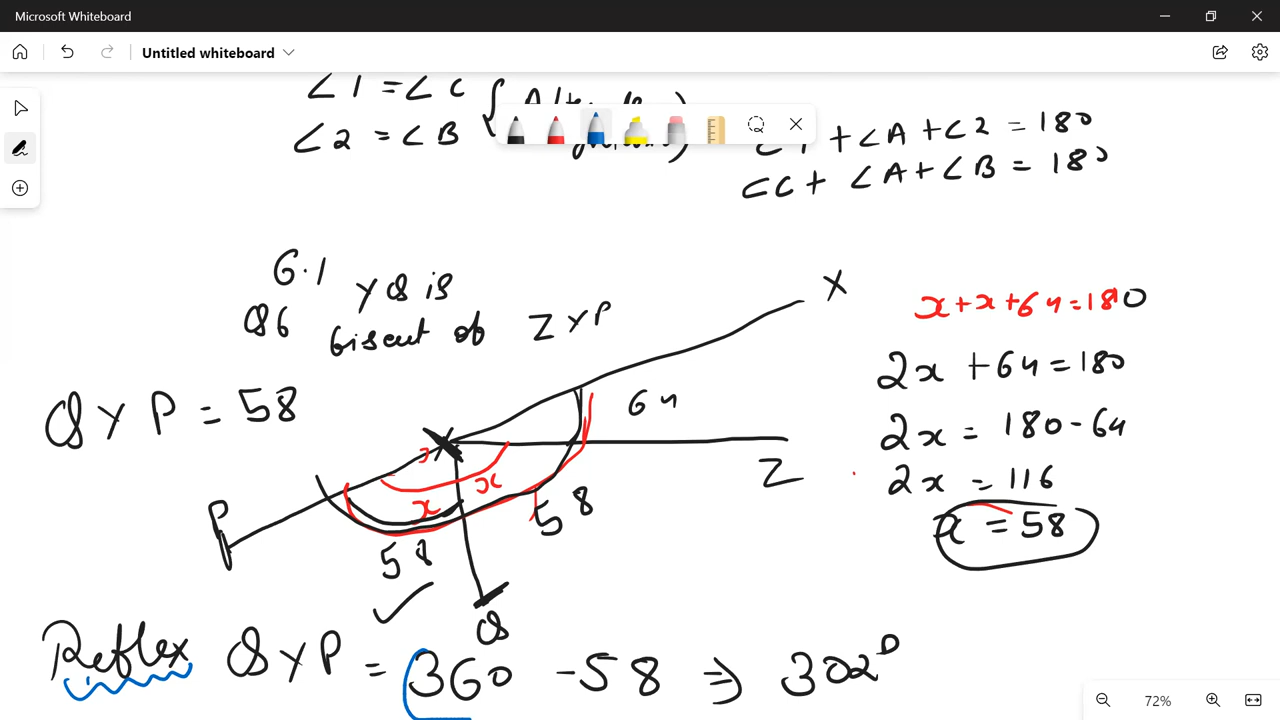 Microsoft Whiteboard
Untitled whiteboard
∠1 = ∠C
∠2 = ∠B
+ ∠A + ∠2 = 180
∠C + ∠A + ∠B = 180
6.1
Q6
YQ is
bisect of ZYP
X
x + x + 64 = 180
2x + 64 = 180
2x = 180 - 64
2x = 116
x = 58
QYP = 58
64
Z
x
x
x
P
58
58
Q
Reflex QYP = 360 - 58 ⇒ 302°
72%